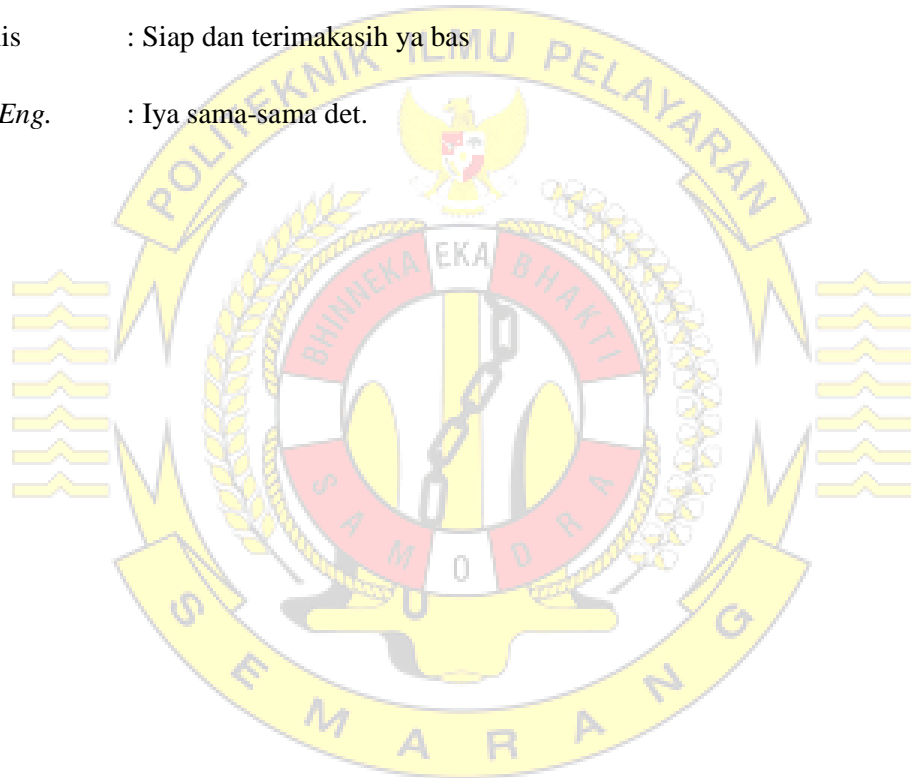 is : Siap dan terimakasih ya bas
Eng. : Iya sama-sama det.
POLITEKNIK ILMU PELAYARAN
BHINNEKA EKA BHAKTI
SAMODRA
SEMARANG